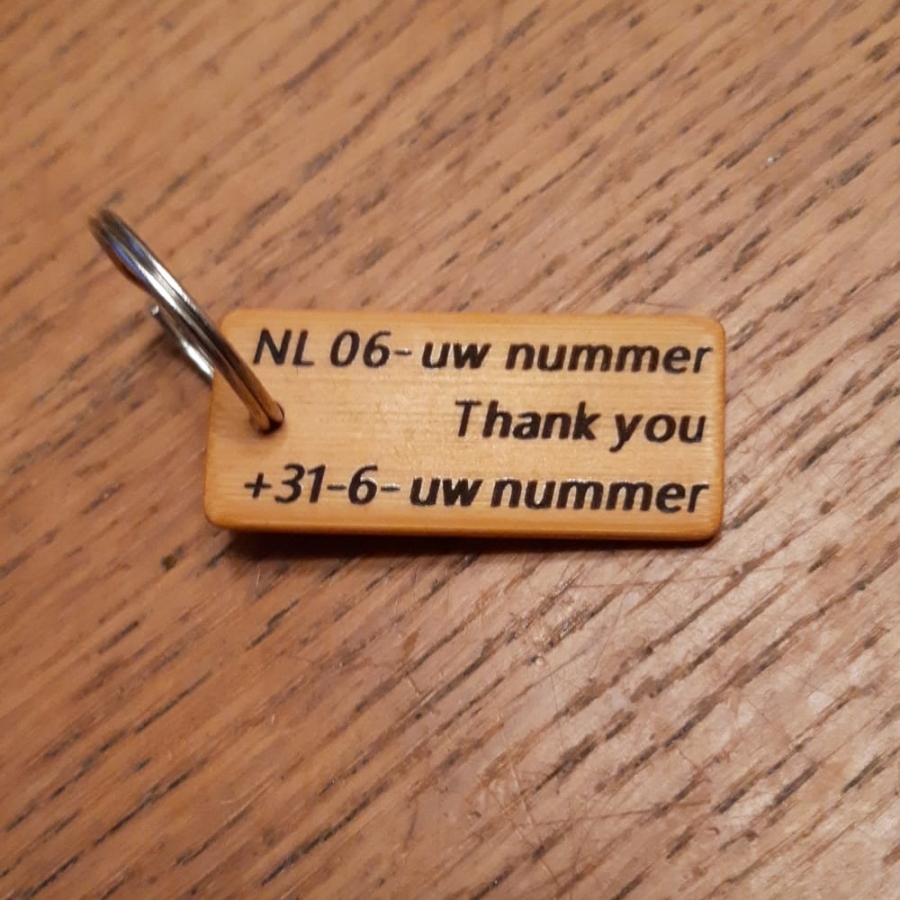 NL 06- uw nummer
Thank you
+31-6- uw nummer